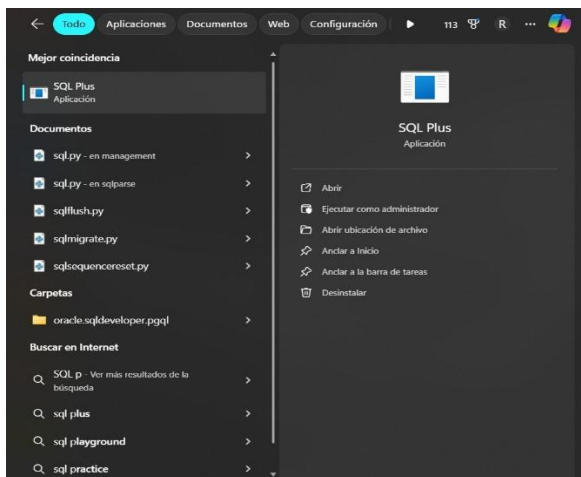 Todo Aplicaciones Documentos Web Configuración 113 R ...
Mejor coincidencia
SQL Plus
Aplicación
Documentos
sql.py - en management
sql.py - en sqlparse
sqlflush.py
sqlmigrate.py
sqlsequencereset.py
Carpetas
oracle.sqldeveloper.pgql
Buscar en Internet
SQL p - Ver más resultados de la
búsqueda
sql plus
sql playground
sql practice
SQL Plus
Aplicación
Abrir
Ejecutar como administrador
Abrir ubicación de archivo
Anclar a Inicio
Anclar a la barra de tareas
Desinstalar